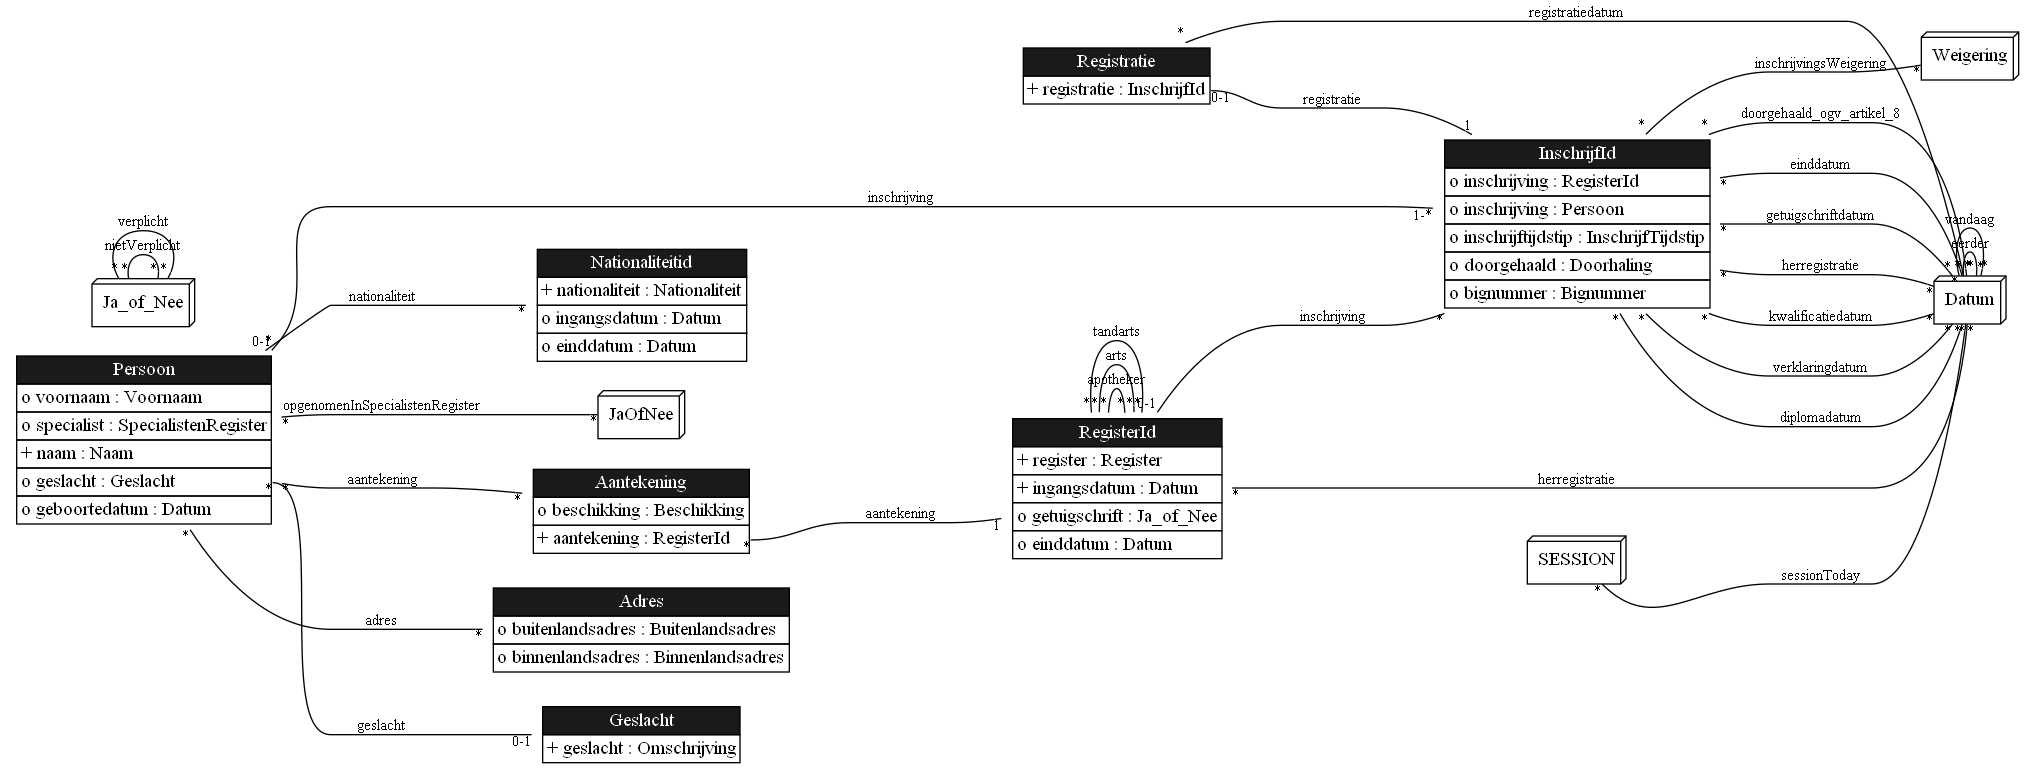 registratiedatum
*
Registratie
+ registratie : InschrijfId
0-1
registratie
1
Weigering
inschrijvingsWeigering
*
*
*
doorgehaald_ogv_artikel_8
InschrijfId
o inschrijving : RegisterId
o inschrijving : Persoon
o inschrijftijdstip : InschrijfTijdstip
o doorgehaald : Doorhaling
o bignummer : Bignummer
einddatum
*
getuigschriftdatum
*
herregistratie
*
*
kwalificatiedatum
*
*
verklaringdatum
*
diplomadatum
*
vandaag
eerder
Datum
inschrijving
1-*
verplicht
nietVerplicht
* * * *
Ja_of_Nee
Nationaliteitid
+ nationaliteit : Nationaliteit
o ingangsdatum : Datum
o einddatum : Datum
nationaliteit
*
0-1
*
Persoon
o voornaam : Voornaam
o specialist : SpecialistenRegister
+ naam : Naam
o geslacht : Geslacht
o geboortedatum : Datum
opgenomenInSpecialistenRegister
*
*
JaOfNee
inschrijving
*
0-1
tandarts
arts
apotheker
* * * * * *
RegisterId
+ register : Register
+ ingangsdatum : Datum
o getuigschrift : Ja_of_Nee
o einddatum : Datum
herregistratie
*
aantekening
*
*
*
Aantekening
o beschikking : Beschikking
+ aantekening : RegisterId
*
aantekening
1
SESSION
*
sessionToday
*
adres
*
Adres
o buitenlandsadres : Buitenlandsadres
o binnenlandsadres : Binnenlandsadres
geslacht
0-1
Geslacht
+ geslacht : Omschrijving